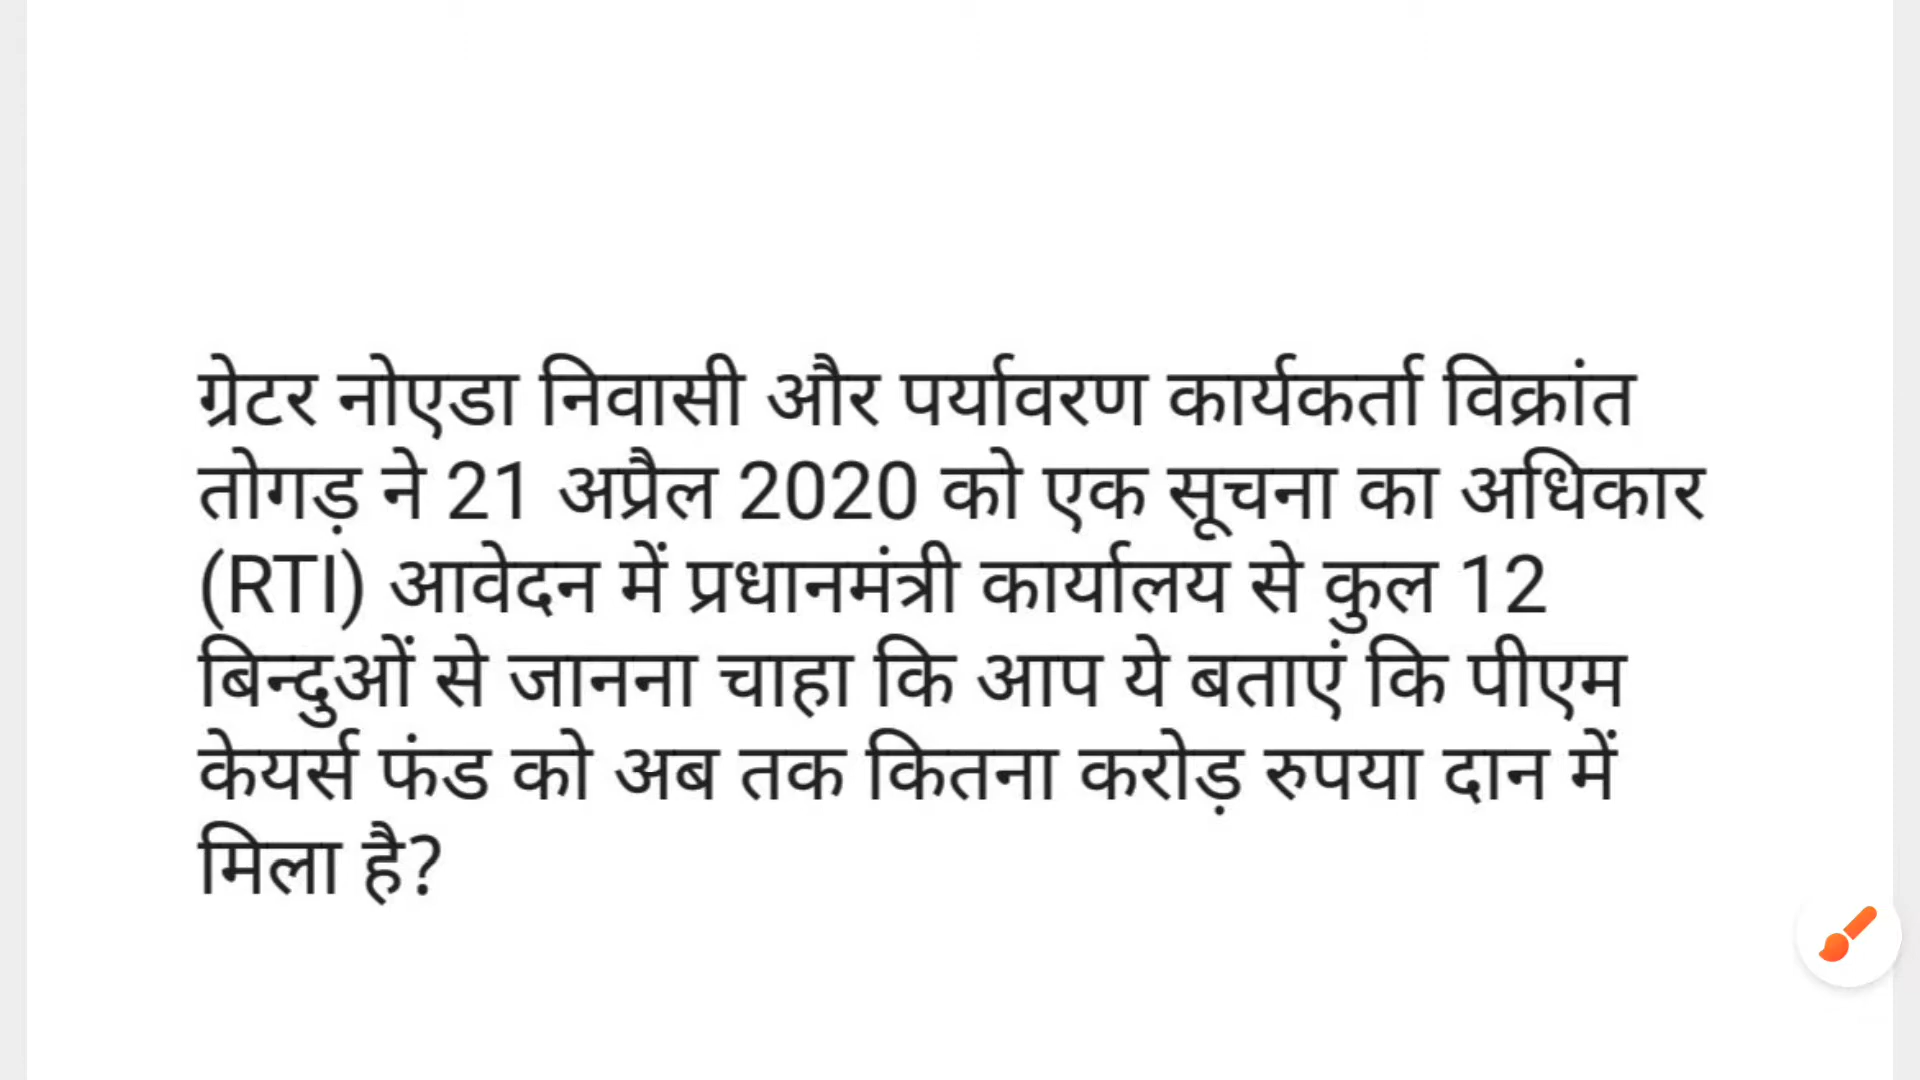 ग्रेटर नोएडा निवासी और पर्यावरण कार्यकर्ता विक्रांत
तोगड़ ने 21 अप्रैल 2020 को एक सूचना का अधिकार
(RTI) आवेदन में प्रधानमंत्री कार्यालय से कुल 12
बिन्दुओं से जानना चाहा कि आप ये बताएं कि पीएम
केयर्स फंड को अब तक कितना करोड़ रुपया दान में
मिला है?